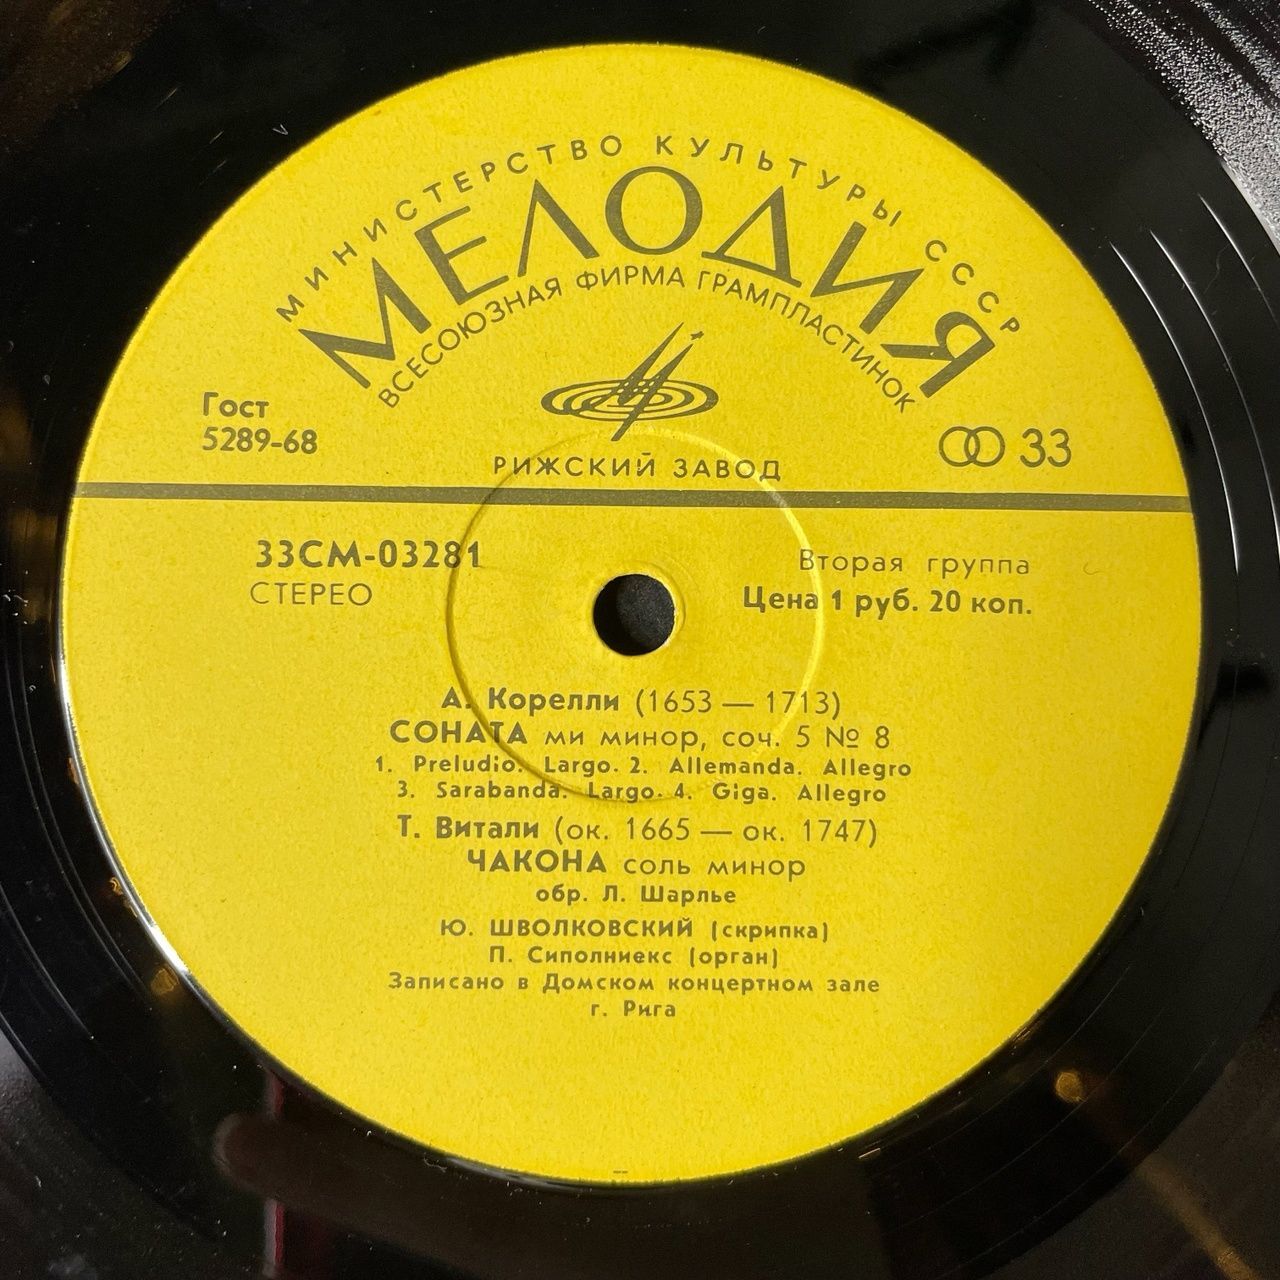 МИНИСТЕРСТВО КУЛЬТУРЫ СССР
МЕЛОДИЯ
ВСЕСОЮЗНАЯ ФИРМА ГРАМПЛАСТИНОК
Гост
5289-68
33
РИЖСКИЙ ЗАВОД
33СМ-03281
СТЕРЕО
Вторая группа
Цена 1 руб. 20 коп.
А. Корелли (1653 — 1713)
СОНАТА ми минор, соч. 5 № 8
1. Preludio. Largo. 2. Allemanda. Allegro
3. Sarabanda. Largo. 4. Giga. Allegro
Т. Витали (ок. 1665 — ок. 1747)
ЧАКОНА соль минор
обр. Л. Шарлье
Ю. ШВОЛКОВСКИЙ (скрипка)
П. Сиполниекс (орган)
Записано в Домском концертном зале
г. Рига